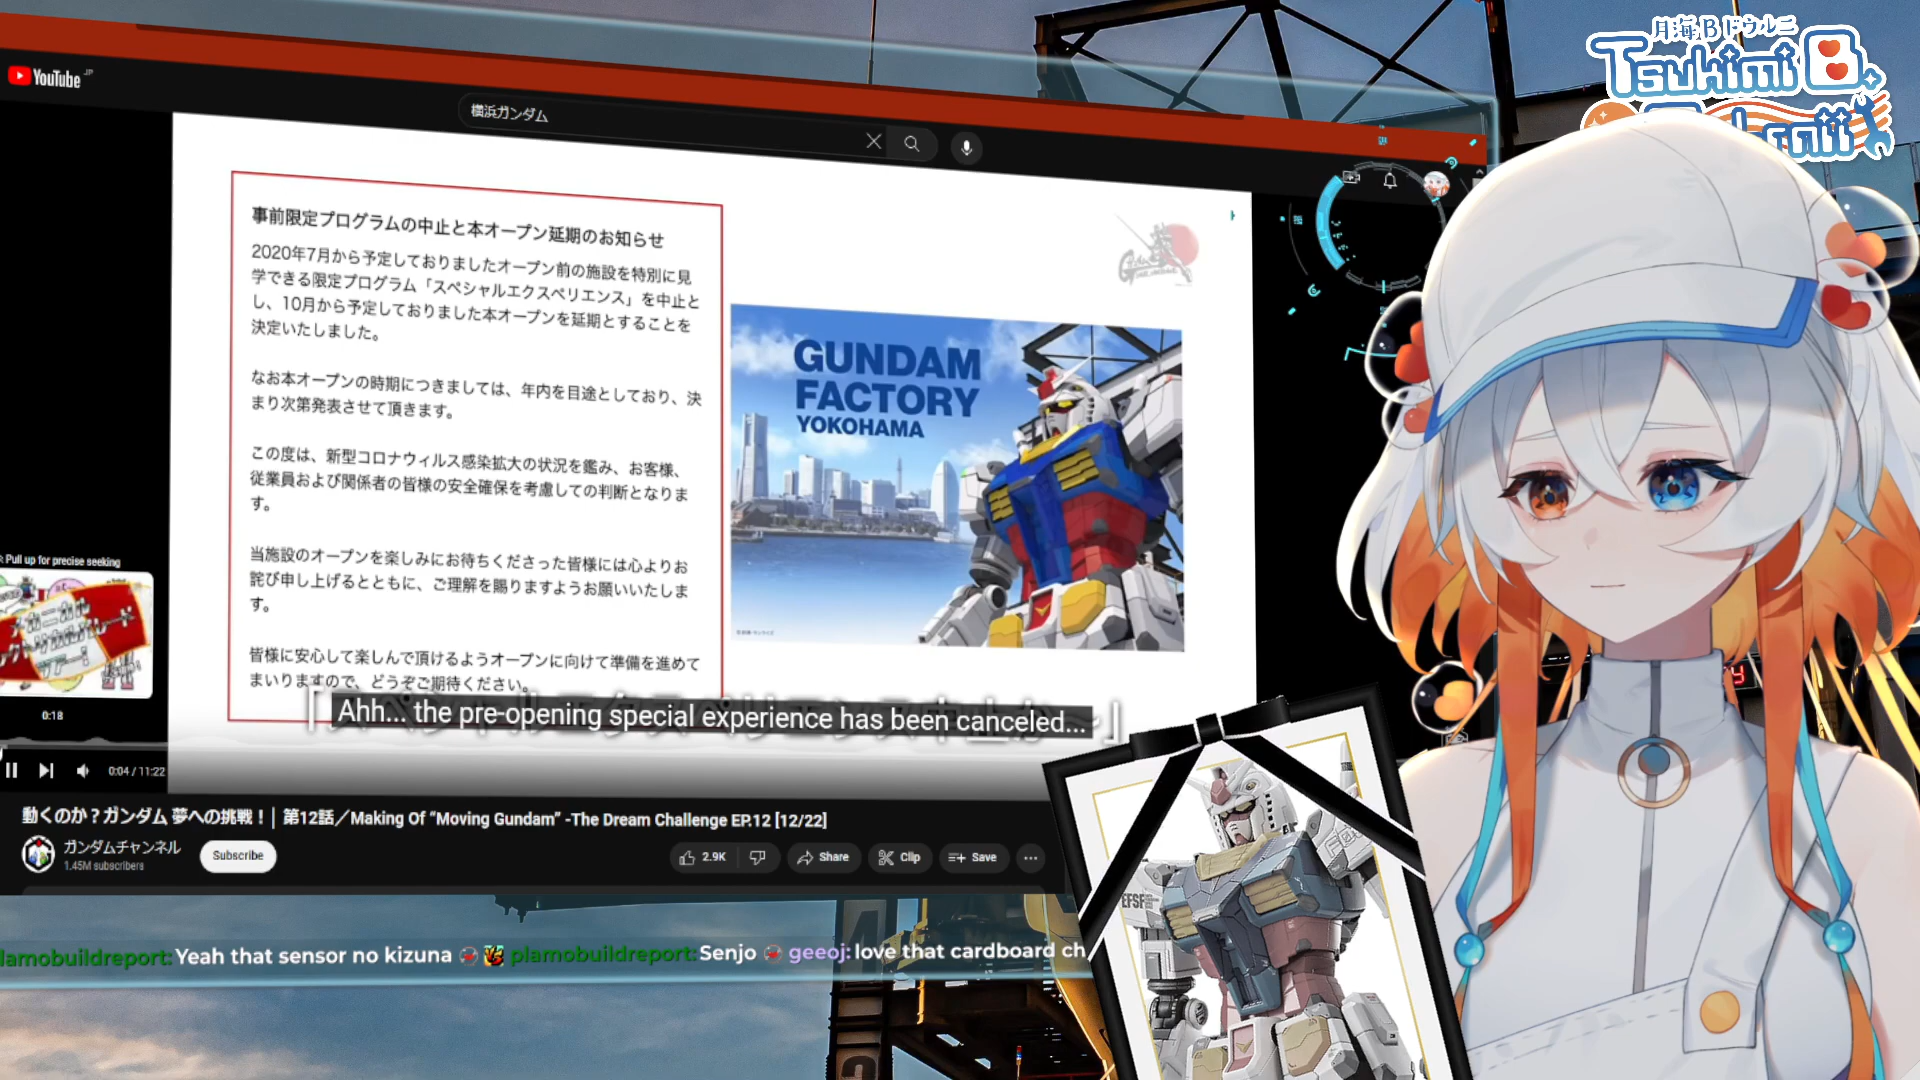 YouTube JP
横浜ガンダム
月海Bドゥルニ
Tsukimi B
事前限定プログラムの中止と本オープン延期のお知らせ
2020年7月から予定しておりましたオープン前の施設を特別に見
学できる限定プログラム「スペシャルエクスペリエンス」を中止と
し、10月から予定しておりました本オープンを延期とすることを
決定いたしました。
なお本オープンの時期につきましては、年内を目途としており、決
まり次第発表させて頂きます。
この度は、新型コロナウィルス感染拡大の状況を鑑み、お客様、
従業員および関係者の皆様の安全確保を考慮しての判断となりま
す。
当施設のオープンを楽しみにお待ちくださった皆様には心よりお
詫び申し上げるとともに、ご理解を賜りますようお願いいたしま
す。
皆様に安心して楽しんで頂けるようオープンに向けて準備を進めて
まいりますので、どうぞご期待ください。
GUNDAM
FACTORY
YOKOHAMA
Ahh... the pre-opening special experience has been canceled...
Pull up for precise seeking
0:18
0:04 / 11:22
動くのか？ガンダム 夢への挑戦！│ 第12話／Making Of “Moving Gundam” -The Dream Challenge EP.12 [12/22]
ガンダムチャンネル
1.45M subscribers
Subscribe
2.9K
Share
Clip
Save
EFSF
lamobuildreport: Yeah that sensor no kizuna plamobuildreport: Senjo geeoj: love that cardboard ch